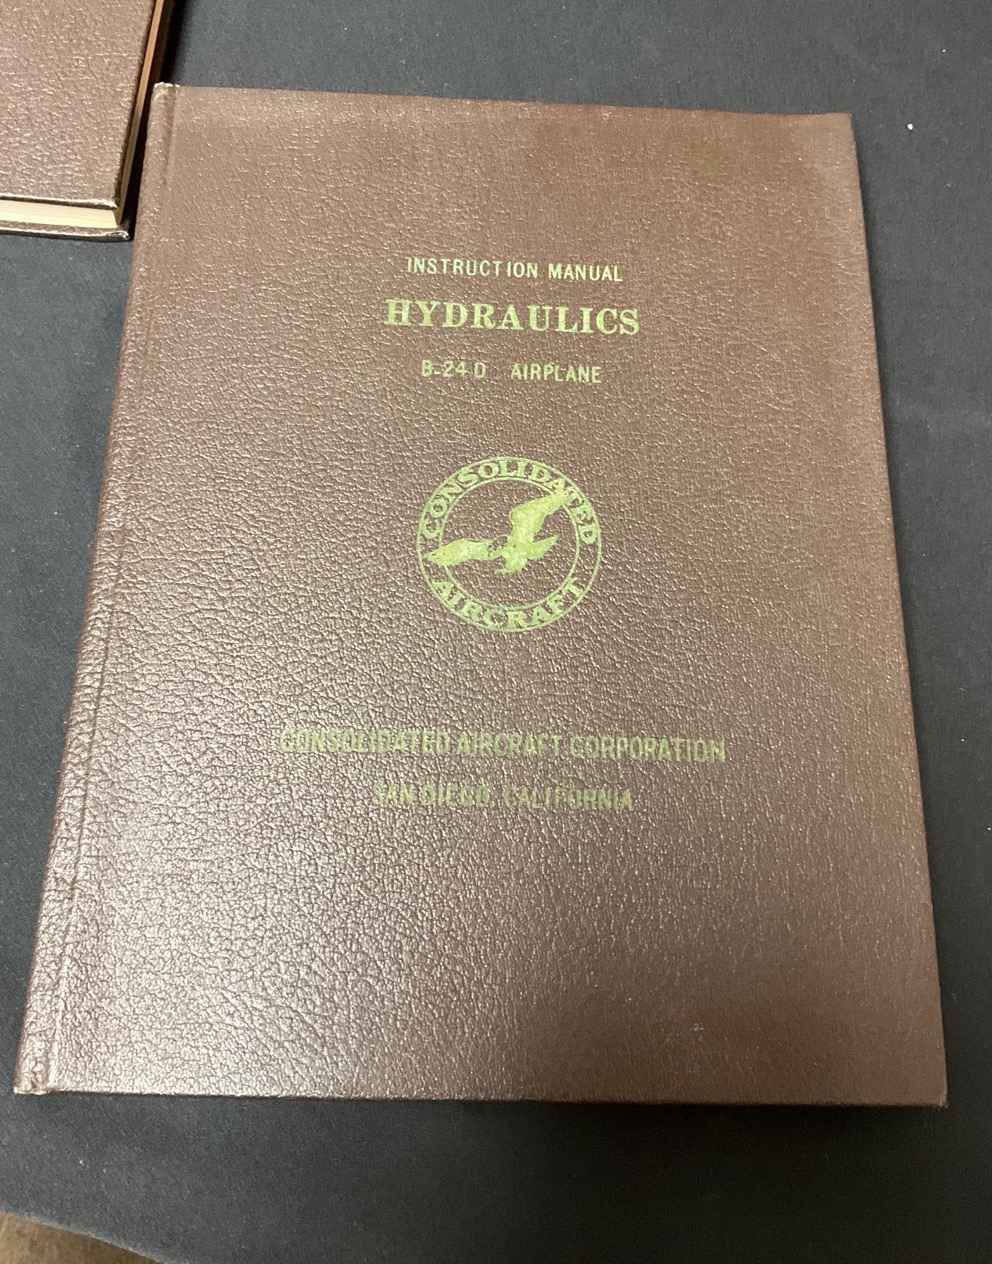 INSTRUCTION MANUAL
HYDRAULICS
B-24 D AIRPLANE
CONSOLIDATED
AIRCRAFT
CONSOLIDATED AIRCRAFT CORPORATION
SAN DIEGO, CALIFORNIA